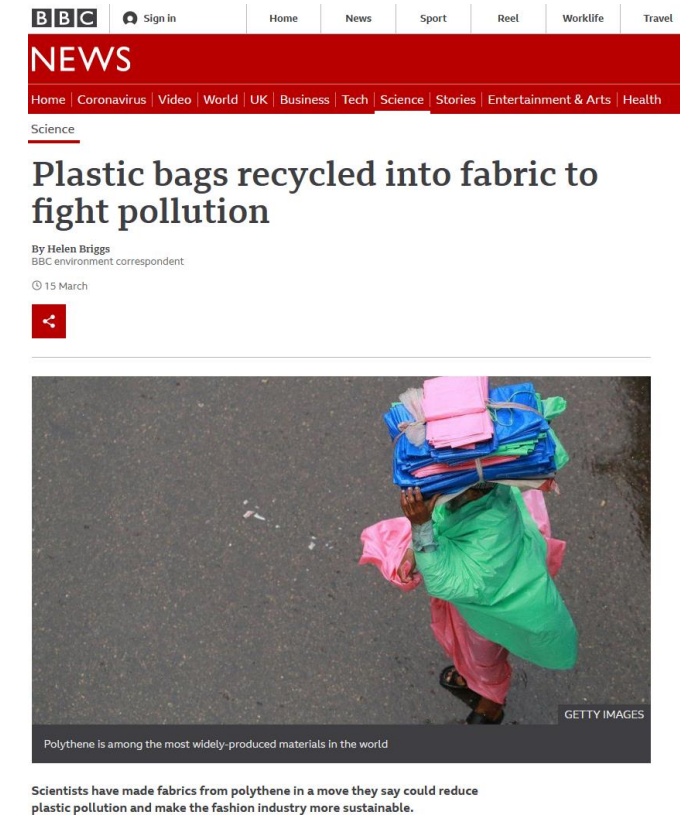 BBC Sign in Home News Sport Reel Worklife Travel
NEWS
Home Coronavirus Video World UK Business Tech Science Stories Entertainment & Arts Health
Science
Plastic bags recycled into fabric to
fight pollution
By Helen Briggs
BBC environment correspondent
15 March
GETTY IMAGES
Polythene is among the most widely-produced materials in the world
Scientists have made fabrics from polythene in a move they say could reduce
plastic pollution and make the fashion industry more sustainable.